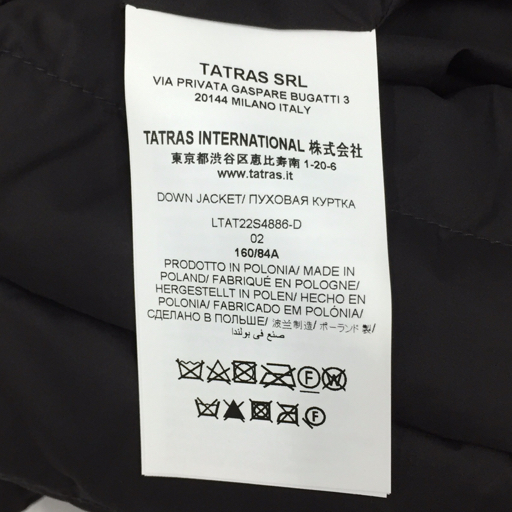 TATRAS SRL
VIA PRIVATA GASPARE BUGATTI 3
20144 MILANO ITALY
TATRAS INTERNATIONAL 株式会社
東京都渋谷区恵比寿南 1-20-6
www.tatras.it
DOWN JACKET/ ПУХОВАЯ КУРТКА
LTAT22S4886-D
02
160/84A
PRODOTTO IN POLONIA/ MADE IN
POLAND/ FABRIQUÉ EN POLOGNE/
HERGESTELLT IN POLEN/ HECHO EN
POLONIA/ FABRICADO EM POLÓNIA/
СДЕЛАНО В ПОЛЬШЕ/ 波兰制造/ ポーランド 製/
صنع في بولندا
F W
F